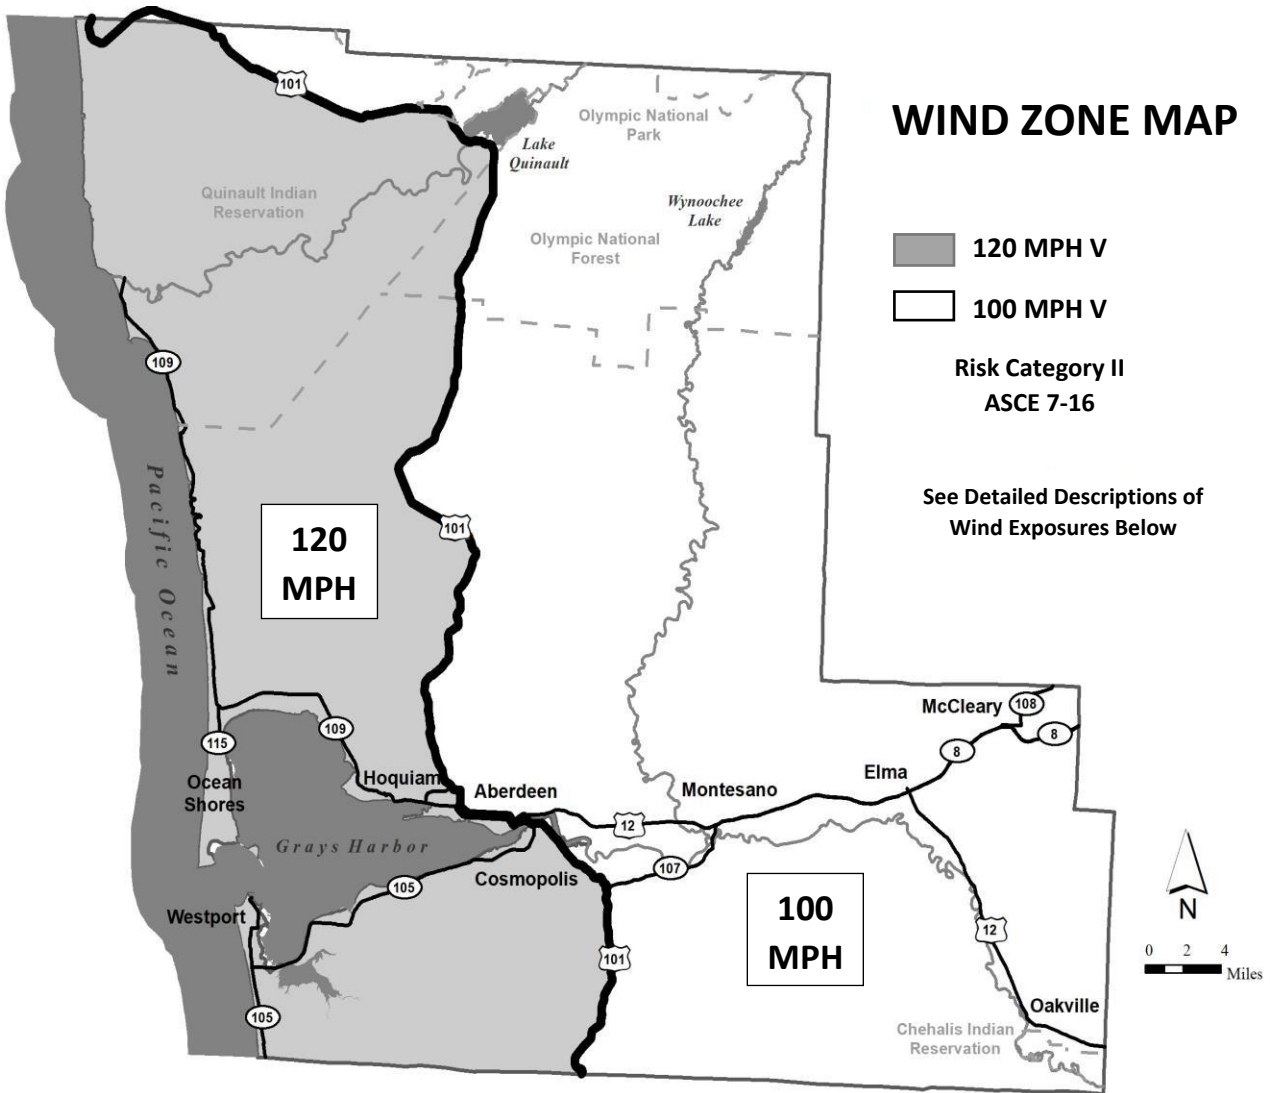 WIND ZONE MAP
120 MPH V
100 MPH V
Risk Category II
ASCE 7-16
See Detailed Descriptions of
Wind Exposures Below
101
Olympic National
Park
Lake
Quinault
Quinault Indian
Reservation
Wynoochee
Lake
Olympic National
Forest
109
Pacific Ocean
120
MPH
101
McCleary
108
8
8
109
115
Hoquiam
Ocean
Shores
Aberdeen
Montesano
Elma
12
Grays Harbor
107
Cosmopolis
105
Westport
100
MPH
12
101
N
0 2 4
Miles
Oakville
105
Chehalis Indian
Reservation